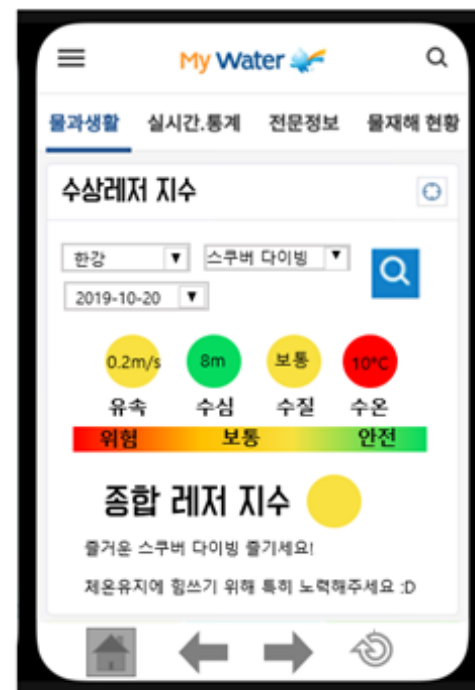 My Water
물과생활 실시간.통계 전문정보 물재해 현황
수상레저 지수
한강 ▼ 스쿠버 다이빙 ▼
2019-10-20 ▼
0.2m/s 8m 보통 10°C
유속 수심 수질 수온
위험 보통 안전
종합 레저 지수
즐거운 스쿠버 다이빙 즐기세요!
체온유지에 힘쓰기 위해 특히 노력해주세요 :D